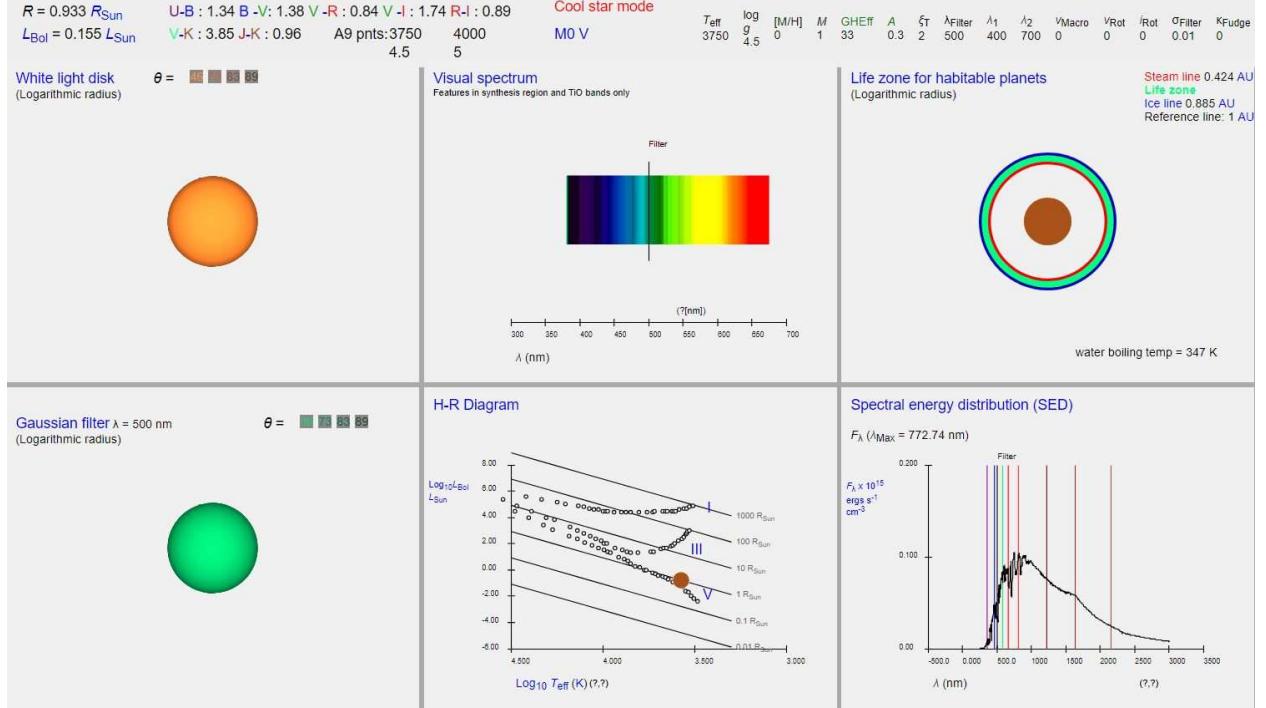 R = 0.933 RSun U-B : 1.34 B -V: 1.38 V -R : 0.84 V -I : 1.74 R-I : 0.89 Cool star mode
LBol = 0.155 LSun V-K : 3.85 J-K : 0.96 A9 pnts:3750 4000 M0 V
4.5 5
Teff log g [M/H] M GHEff A ξT λFilter λ1 λ2 vMacro vRot iRot σFilter κFudge
3750 4.5 0 1 33 0.3 2 500 400 700 0 0 0 0.01 0
White light disk θ = 83 89
(Logarithmic radius)
Visual spectrum
Features in synthesis region and TiO bands only
Filter
(?[nm])
300 350 400 450 500 550 600 650 700
λ (nm)
Life zone for habitable planets
(Logarithmic radius)
Steam line 0.424 AU
Life zone
Ice line 0.885 AU
Reference line: 1 AU
water boiling temp = 347 K
Gaussian filter λ = 500 nm θ = 73 83 89
(Logarithmic radius)
H-R Diagram
Log10LBol
LSun
8.00
6.00
4.00
2.00
0.00
-2.00
-4.00
-6.00
I
III
V
1000 RSun
100 RSun
10 RSun
1 RSun
0.1 RSun
0.01 RSun
4.500 4.000 3.500 3.000
Log10 Teff (K) (?,?)
Spectral energy distribution (SED)
Fλ (λMax = 772.74 nm)
Filter
Fλ x 10¹⁵
ergs s⁻¹
cm⁻³
0.200
0.100
0.00
-500.0 0.000 500.0 1000 1500 2000 2500 3000 3500
λ (nm) (?,?)